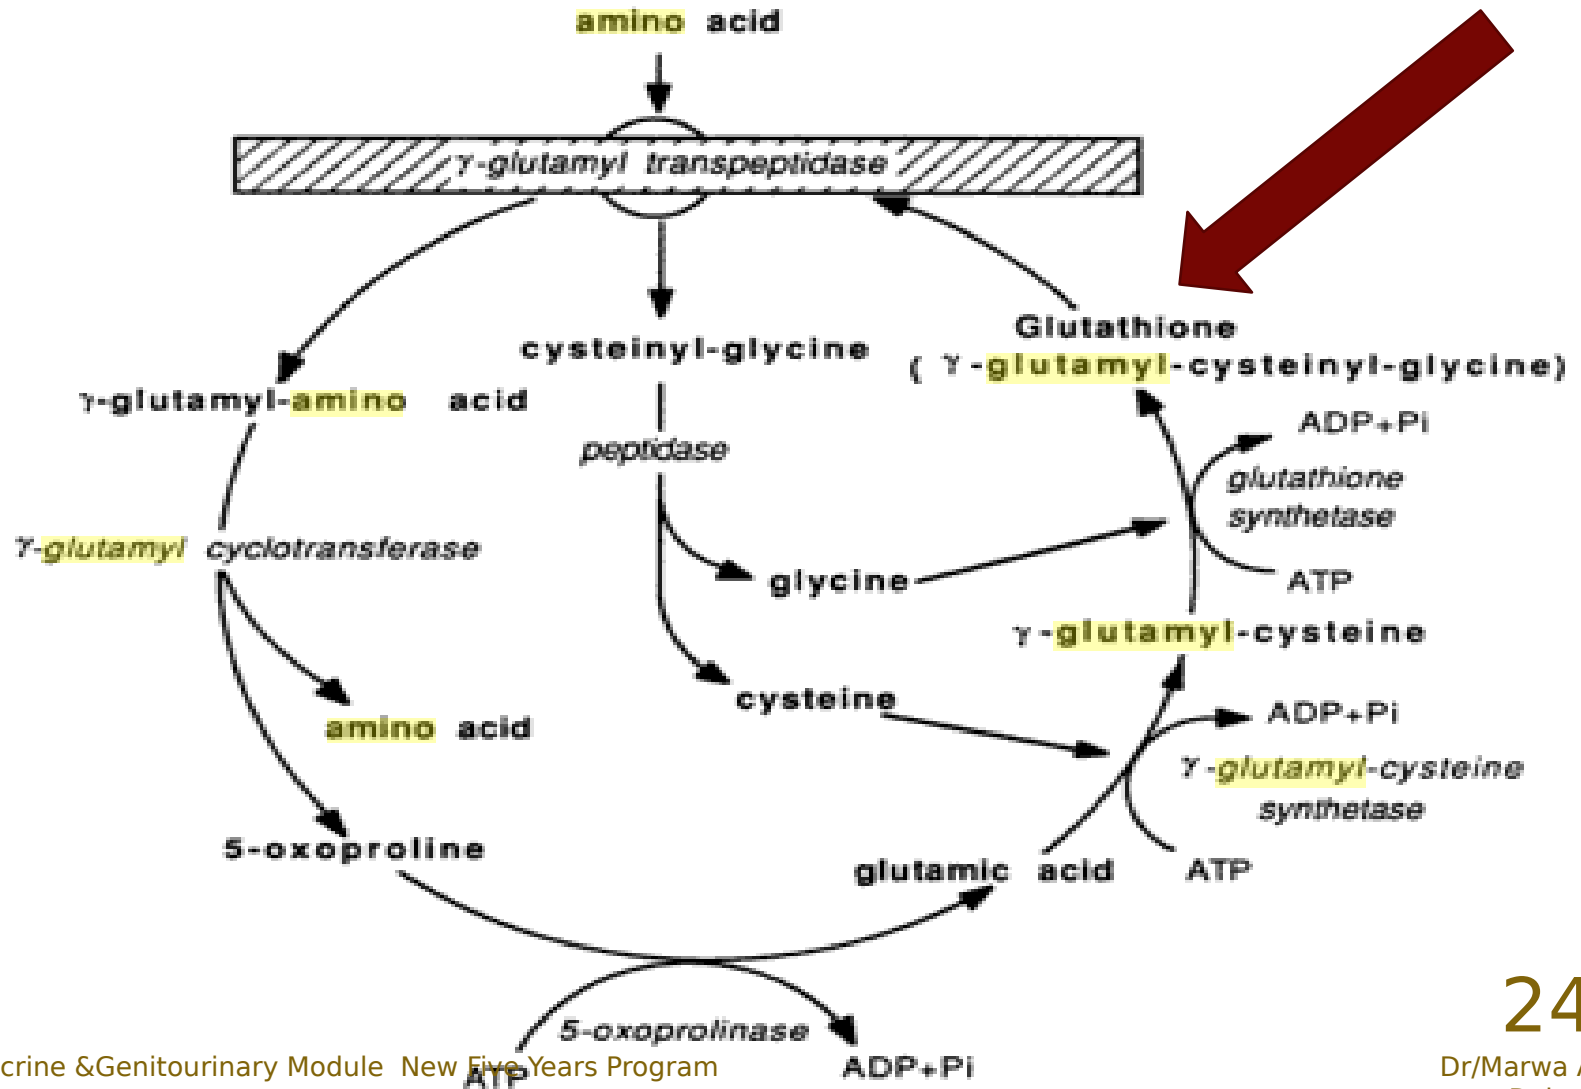 amino acid
γ-glutamyl transpeptidase
cysteinyl-glycine
Glutathione
( γ-glutamyl-cysteinyl-glycine)
γ-glutamyl-amino acid
ADP+Pi
peptidase
glutathione
synthetase
γ-glutamyl cyclotransferase
glycine
ATP
γ-glutamyl-cysteine
cysteine
amino acid
ADP+Pi
γ-glutamyl-cysteine
synthetase
5-oxoproline
glutamic acid
ATP
5-oxoprolinase
24
crine &Genitourinary Module New Five Years Program
ATP
ADP+Pi
Dr/Marwa A